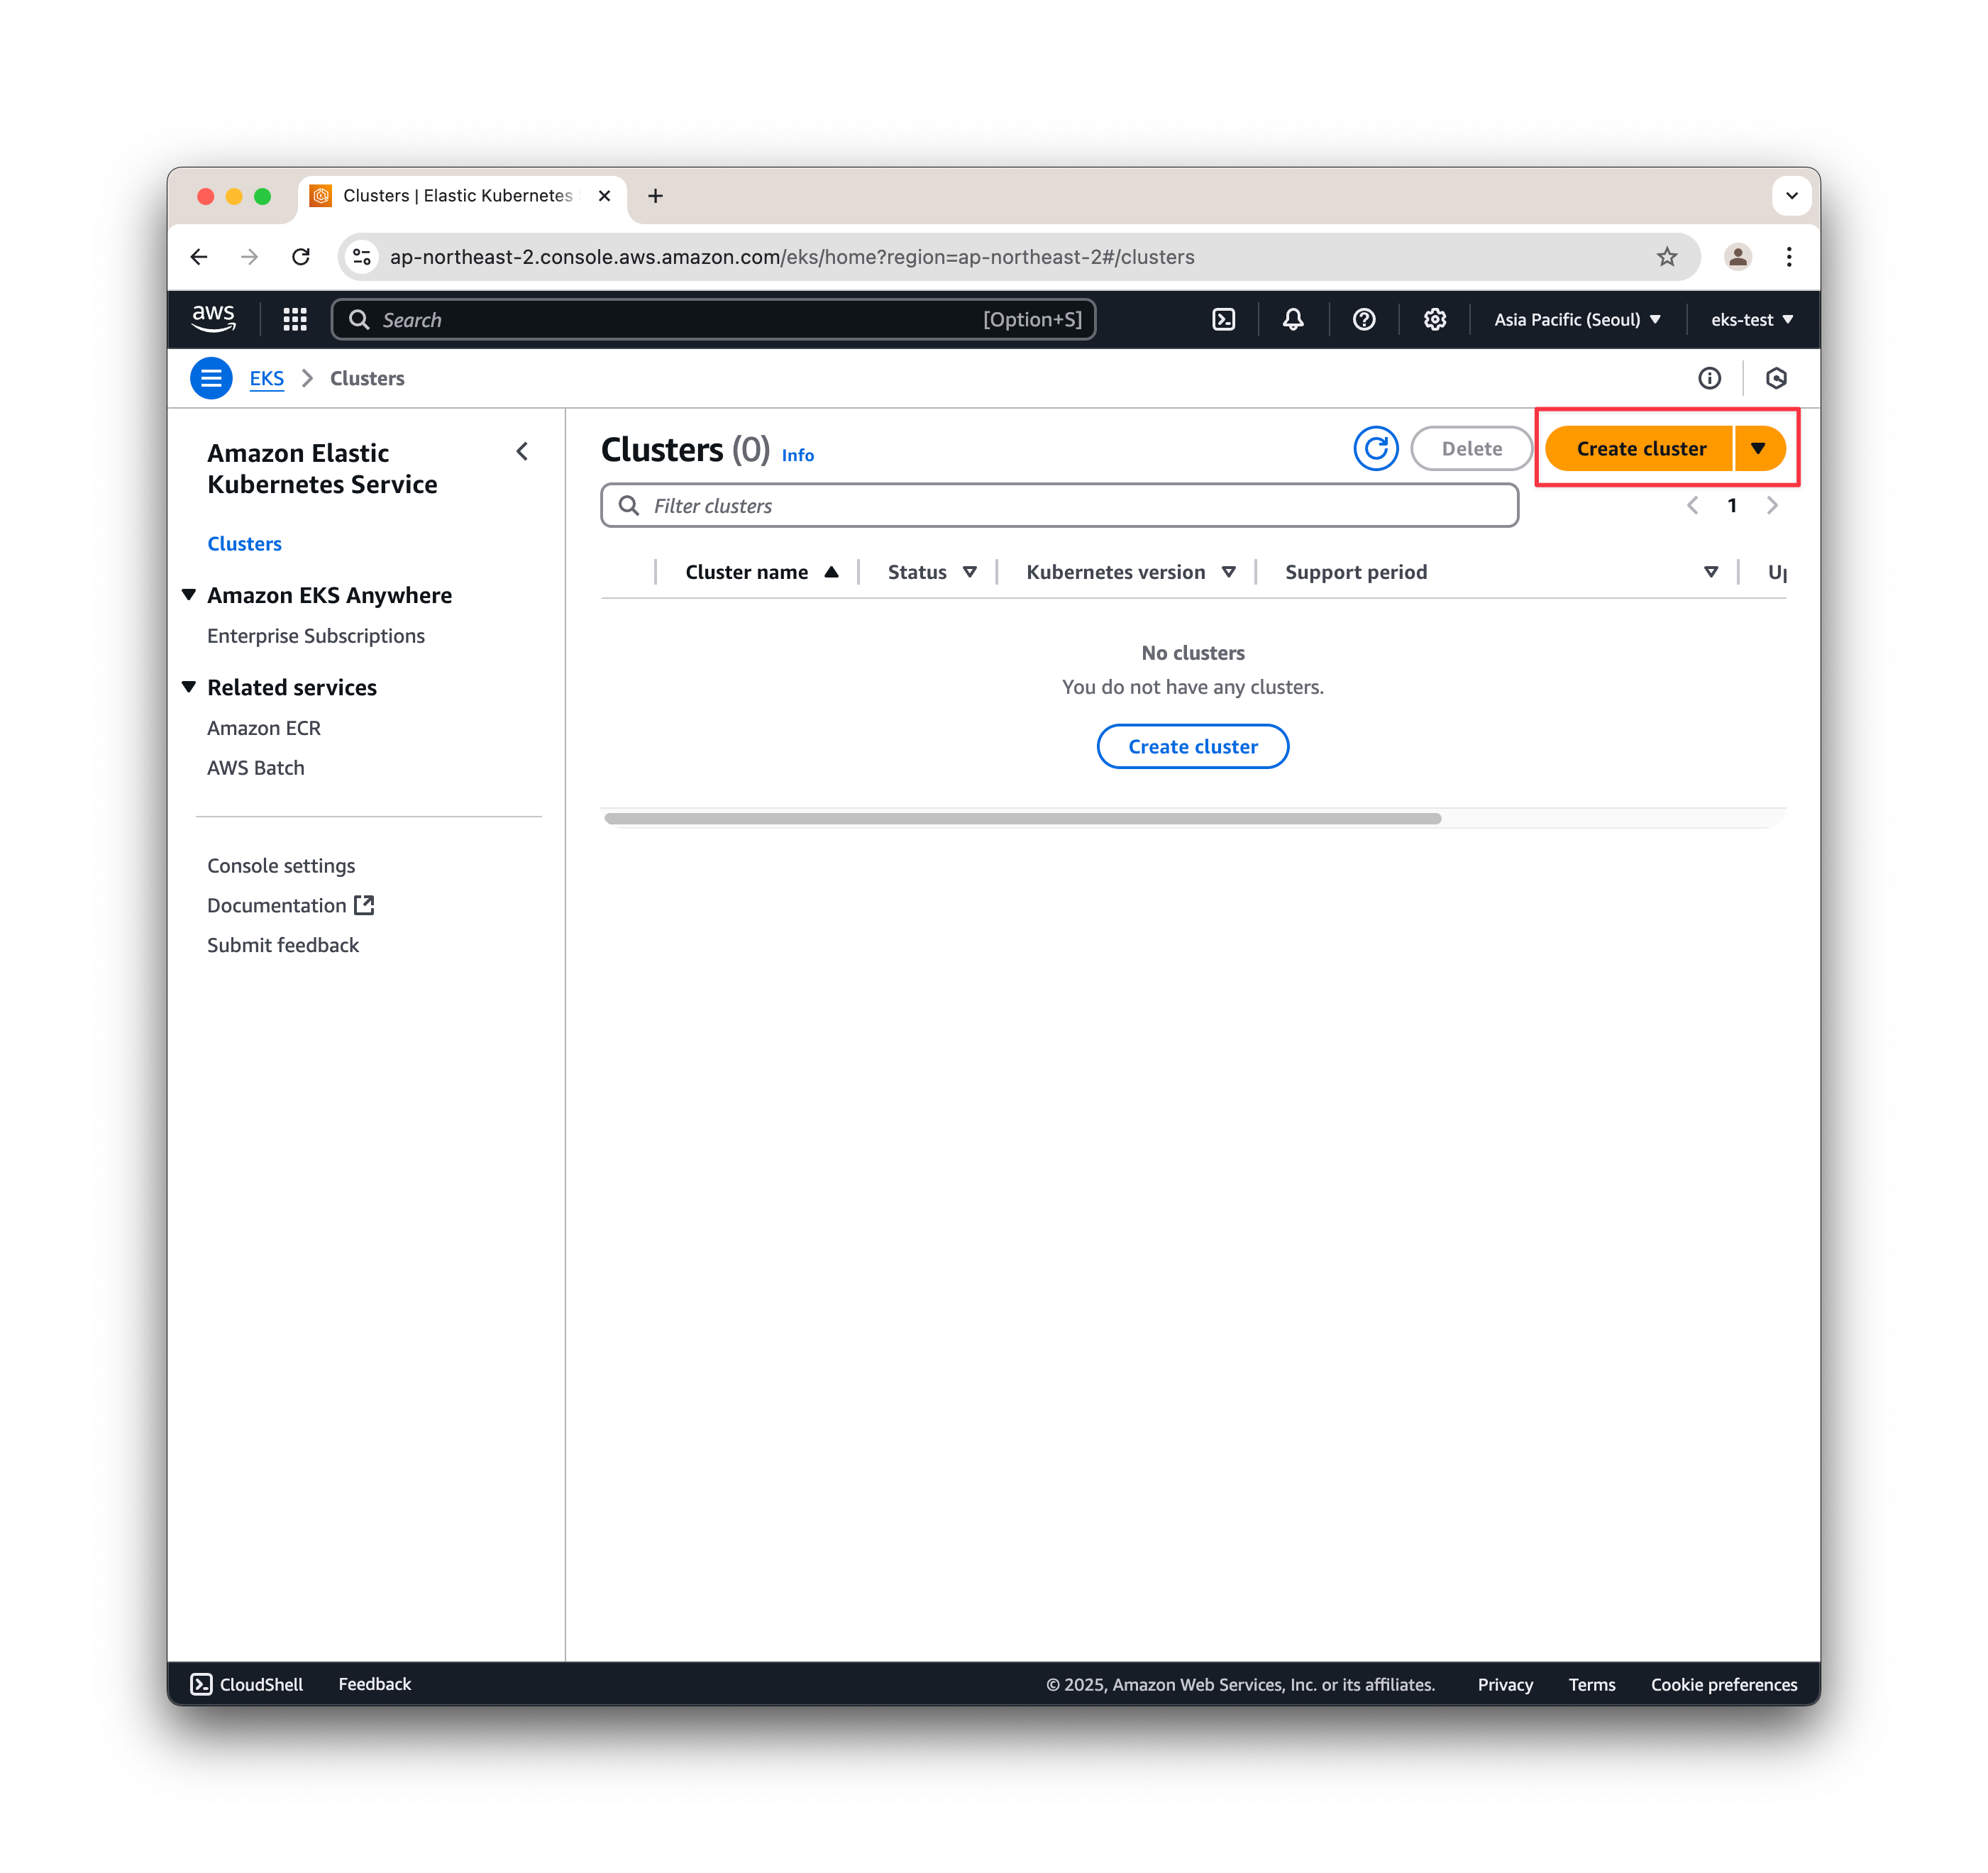 Clusters | Elastic Kubernetes
ap-northeast-2.console.aws.amazon.com/eks/home?region=ap-northeast-2#/clusters
aws
Search
[Option+S]
Asia Pacific (Seoul)
eks-test
EKS
Clusters
Amazon Elastic
Kubernetes Service
Clusters
Amazon EKS Anywhere
Enterprise Subscriptions
Related services
Amazon ECR
AWS Batch
Console settings
Documentation
Submit feedback
Clusters (0) Info
Delete
Create cluster
Filter clusters
1
Cluster name
Status
Kubernetes version
Support period
No clusters
You do not have any clusters.
Create cluster
CloudShell
Feedback
© 2025, Amazon Web Services, Inc. or its affiliates.
Privacy
Terms
Cookie preferences